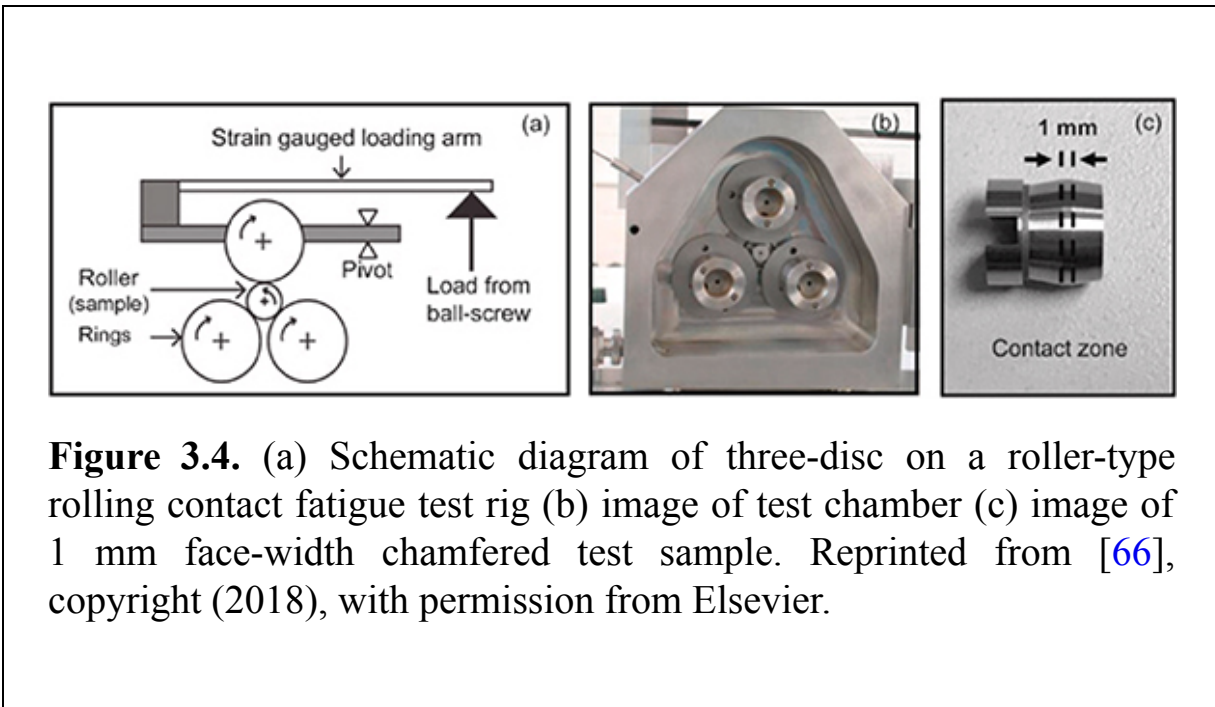 (a)
Strain gauged loading arm
Roller
(sample)
Rings
Pivot
Load from
ball-screw
(b)
1 mm
(c)
Contact zone
Figure 3.4. (a) Schematic diagram of three-disc on a roller-type
rolling contact fatigue test rig (b) image of test chamber (c) image of
1 mm face-width chamfered test sample. Reprinted from [66],
copyright (2018), with permission from Elsevier.